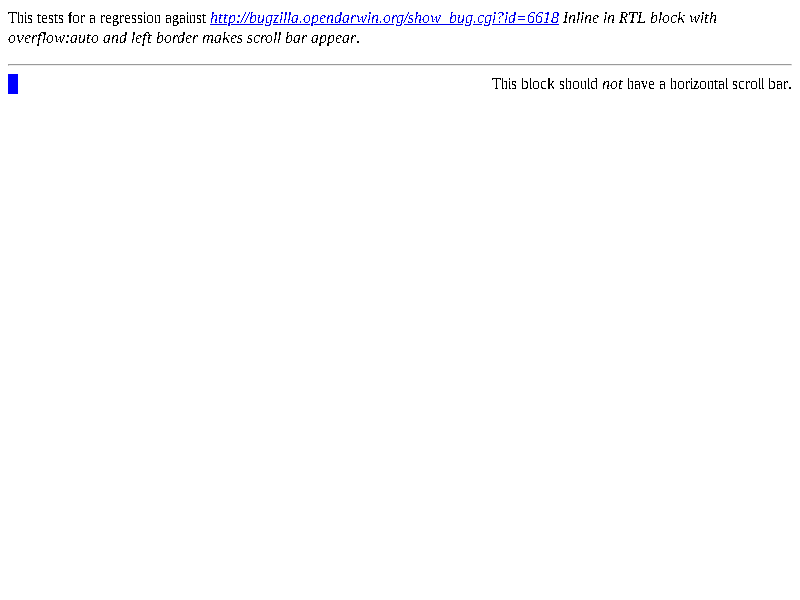 This tests for a regression against http://bugzilla.opendarwin.org/show_bug.cgi?id=6618 Inline in RTL block with
overflow:auto and left border makes scroll bar appear.
This block should not have a horizontal scroll bar.